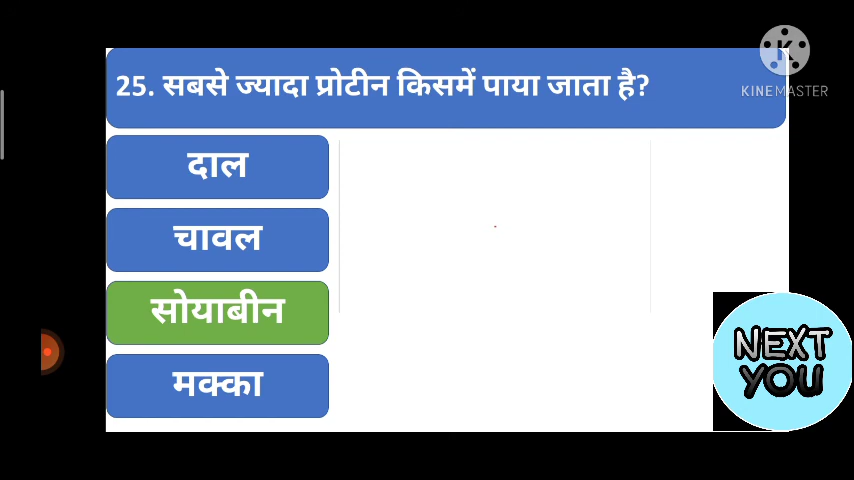 25. सबसे ज्यादा प्रोटीन किसमें पाया जाता है?
K
KINEMASTER
दाल
चावल
सोयाबीन
मक्का
NEXT
YOU